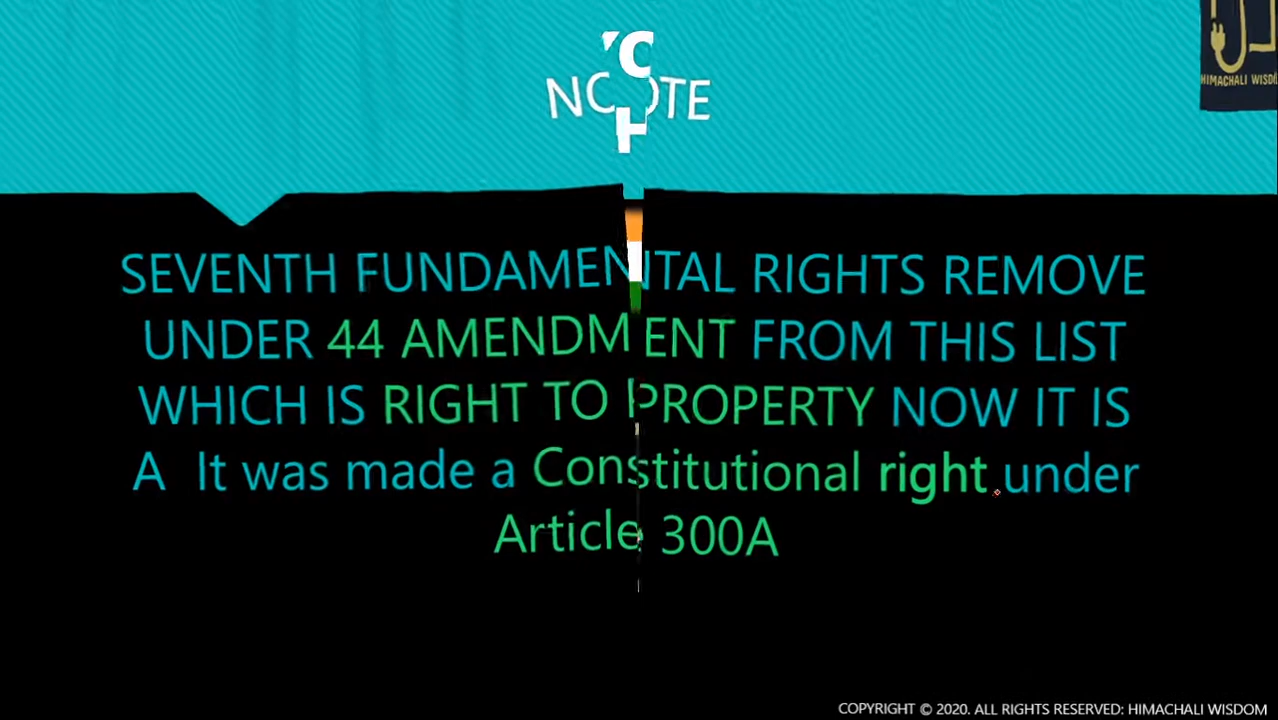 NOTE
HIMACHALI WISDO
SEVENTH FUNDAMENTAL RIGHTS REMOVE
UNDER 44 AMENDMENT FROM THIS LIST
WHICH IS RIGHT TO PROPERTY NOW IT IS
A It was made a Constitutional right under
Article 300A
COPYRIGHT © 2020. ALL RIGHTS RESERVED: HIMACHALI WISDOM